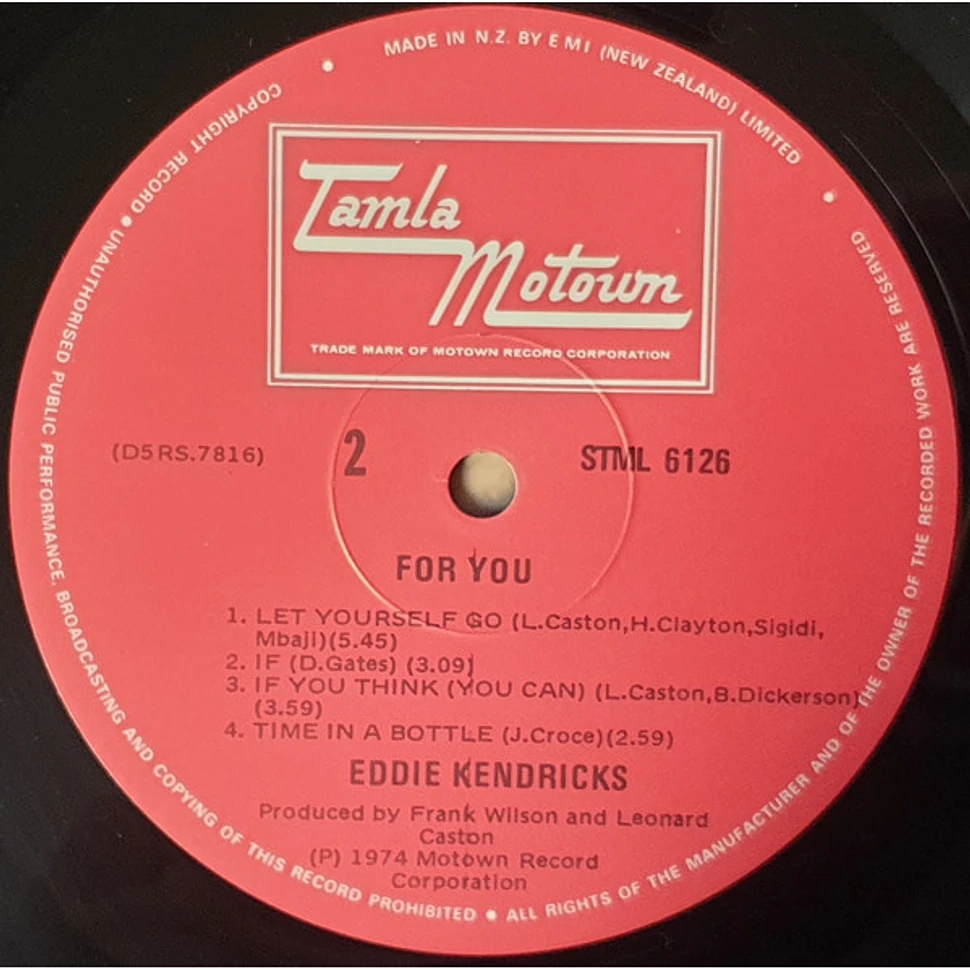 MADE IN N.Z. BY EMI (NEW ZEALAND) LIMITED
Tamla
Motown
TRADE MARK OF MOTOWN RECORD CORPORATION
(D5RS.7816)
2
STML 6126
FOR YOU
1. LET YOURSELF GO (L.Caston,H.Clayton,Sigidi,
Mbaji)(5.45)
2. IF (D.Gates) (3.09)
3. IF YOU THINK (YOU CAN) (L.Caston,B.Dickerson)
(3.59)
4. TIME IN A BOTTLE (J.Croce)(2.59)
EDDIE KENDRICKS
Produced by Frank Wilson and Leonard
Caston
(P) 1974 Motown Record
Corporation
COPYRIGHT RECORD • UNAUTHORISED PUBLIC PERFORMANCE, BROADCASTING AND COPYING OF THIS RECORD PROHIBITED • ALL RIGHTS OF THE MANUFACTURER AND OF THE OWNER OF THE RECORDED WORK ARE RESERVED